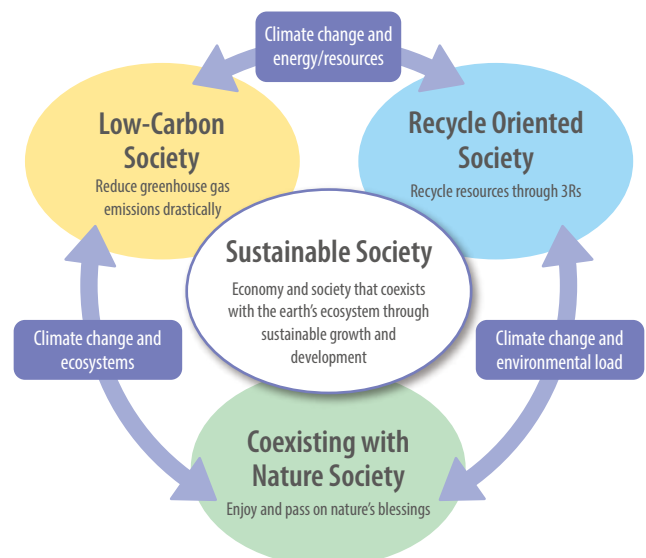 Climate change and
energy/resources
Low-Carbon
Society
Reduce greenhouse gas
emissions drastically
Recycle Oriented
Society
Recycle resources through 3Rs
Sustainable Society
Economy and society that coexists
with the earth's ecosystem through
sustainable growth and
development
Climate change and
ecosystems
Climate change and
environmental load
Coexisting with
Nature Society
Enjoy and pass on nature's blessings